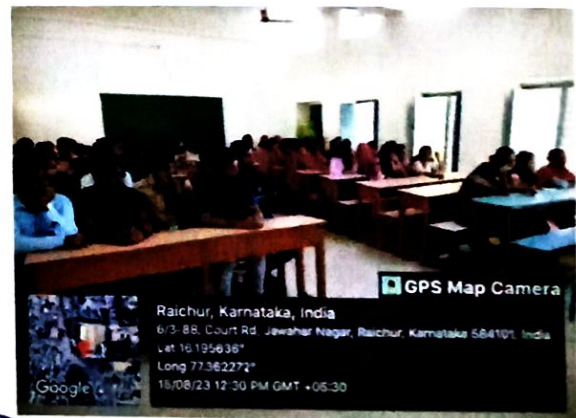 GPS Map Camera
Raichur, Karnataka, India
6/3-88, Court Rd, Jawahar Nagar, Raichur, Karnataka 584101, India
Lat 16.195636°
Long 77.362272°
15/08/23 12:30 PM GMT +05:30
Google